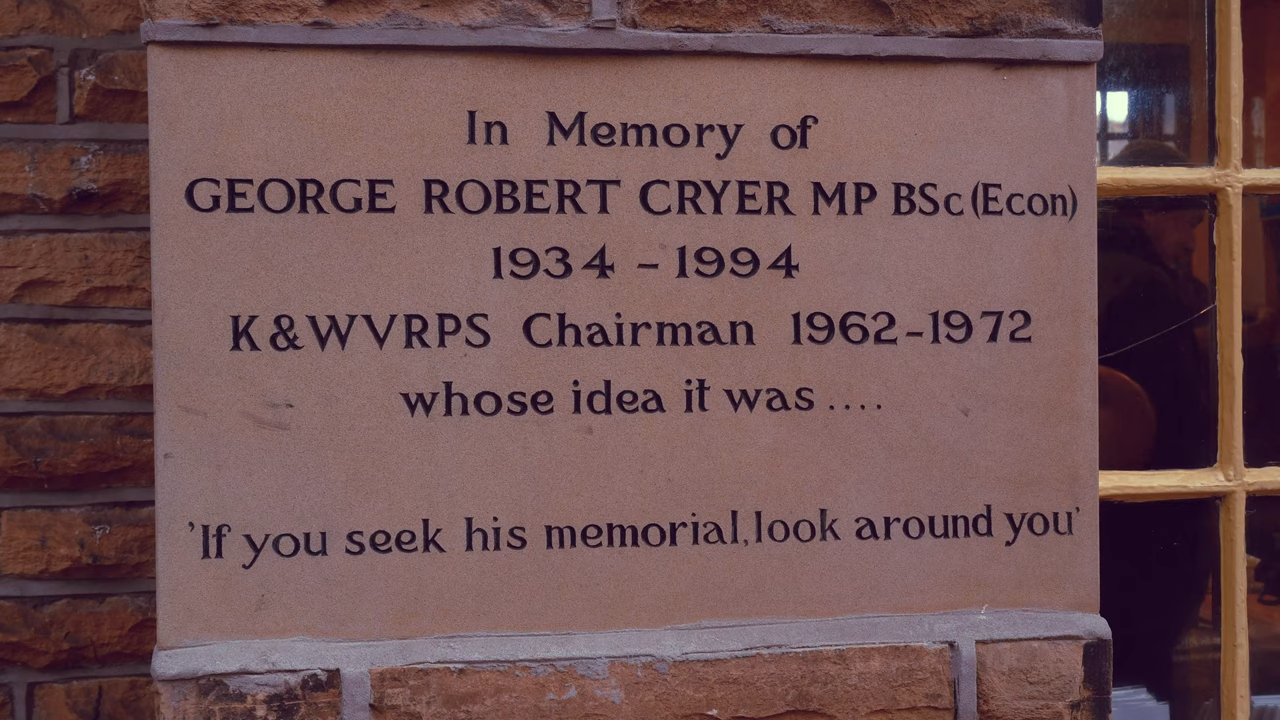 In Memory of
GEORGE ROBERT CRYER MP BSc (Econ)
1934 - 1994
K & W V R P S Chairman 1962-1972
whose idea it was ....
'If you seek his memorial, look around you'